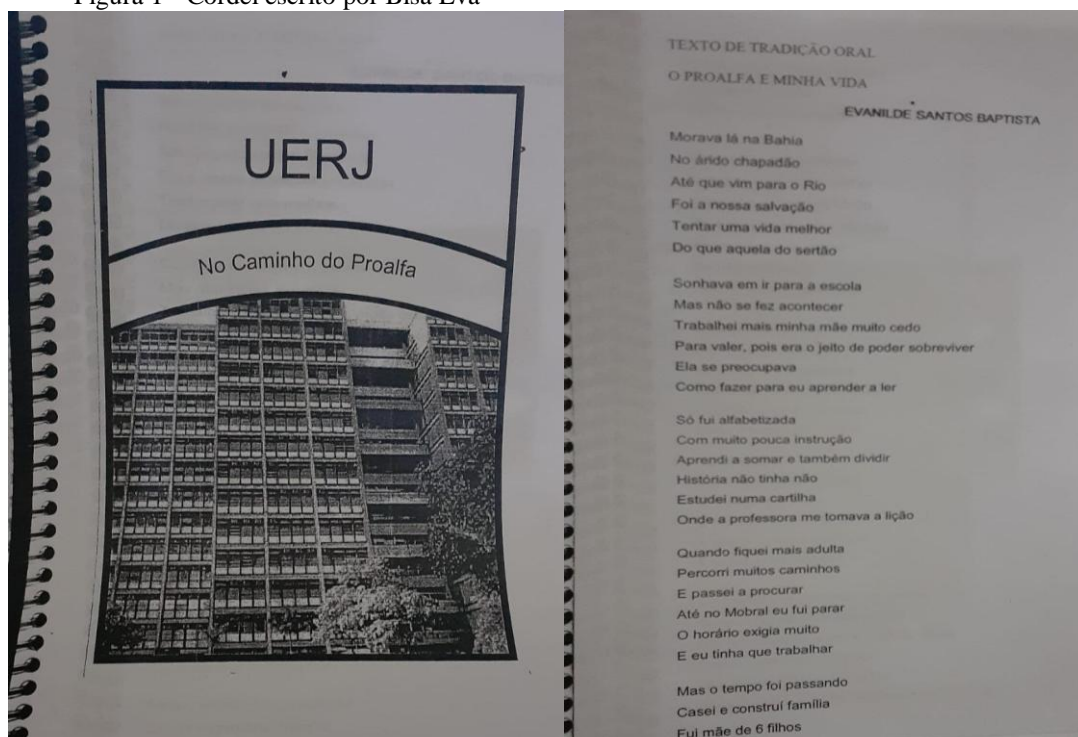 Figura 1 - Cordel escrito por Bisa Eva
UERJ
No Caminho do Proalfa
TEXTO DE TRADIÇÃO ORAL
O PROALFA E MINHA VIDA
EVANILDE SANTOS BAPTISTA
Morava lá na Bahia
No árido chapadão
Até que vim para o Rio
Foi a nossa salvação
Tentar uma vida melhor
Do que aquela do sertão
Sonhava em ir para a escola
Mas não se fez acontecer
Trabalhei mais minha mãe muito cedo
Para valer, pois era o jeito de poder sobreviver
Ela se preocupava
Como fazer para eu aprender a ler
Só fui alfabetizada
Com muito pouca instrução
Aprendi a somar e também dividir
História não tinha não
Estudei numa cartilha
Onde a professora me tomava a lição
Quando fiquei mais adulta
Percorri muitos caminhos
E passei a procurar
Até no Mobral eu fui parar
O horário exigia muito
E eu tinha que trabalhar
Mas o tempo foi passando
Casei e construí família
Fui mãe de 6 filhos